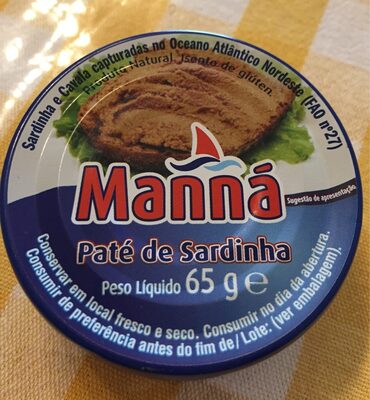 Sardinha e Cavala capturadas no Oceano Atlântico Nordeste (FAO nº27)
Produto Natural. Isento de glúten.
Manná
Sugestão de apresentação.
Paté de Sardinha
Peso Líquido 65 g e
Conservar em local fresco e seco. Consumir no dia da abertura.
Consumir de preferência antes do fim de/ Lote: (ver embalagem).